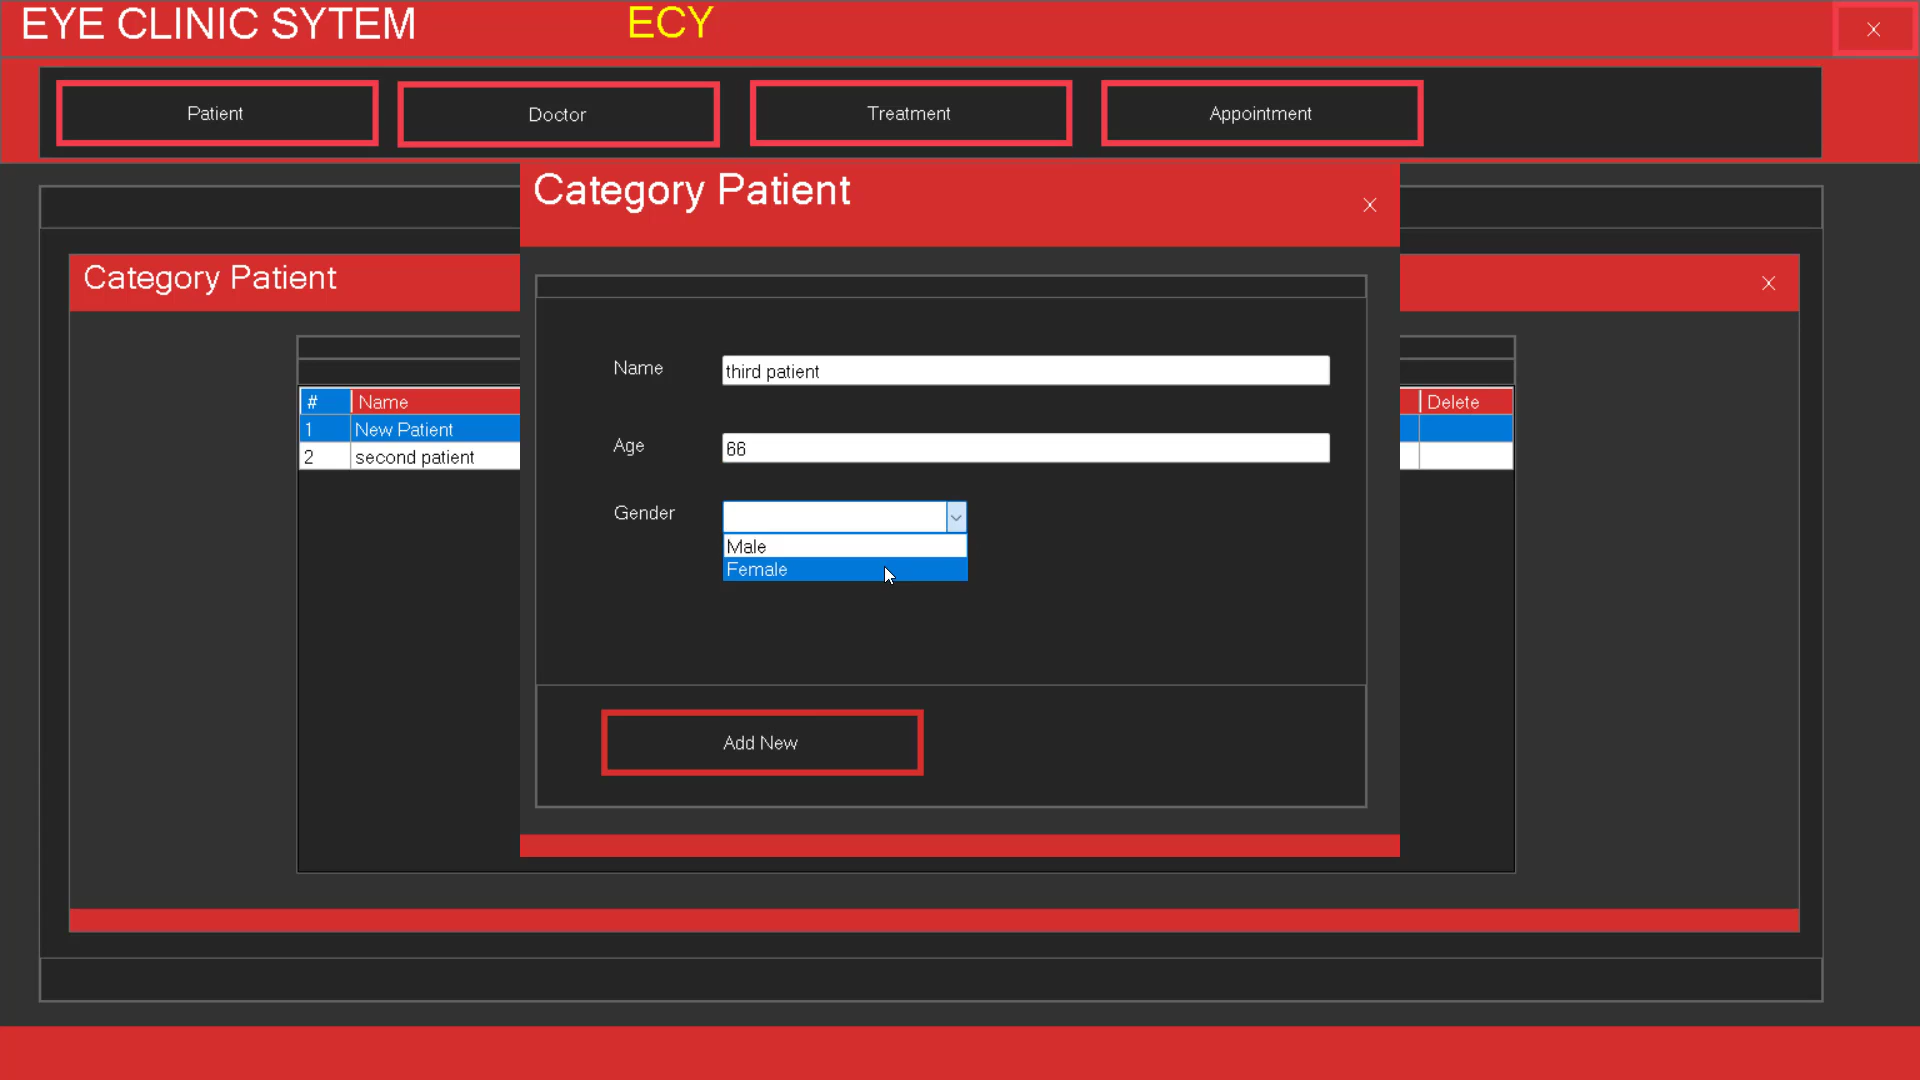 EYE CLINIC SYTEM
ECY
Patient
Doctor
Treatment
Appointment
Category Patient
Category Patient
Name
third patient
Age
66
Gender
Male
Female
Add New
# Name Delete
1 New Patient
2 second patient